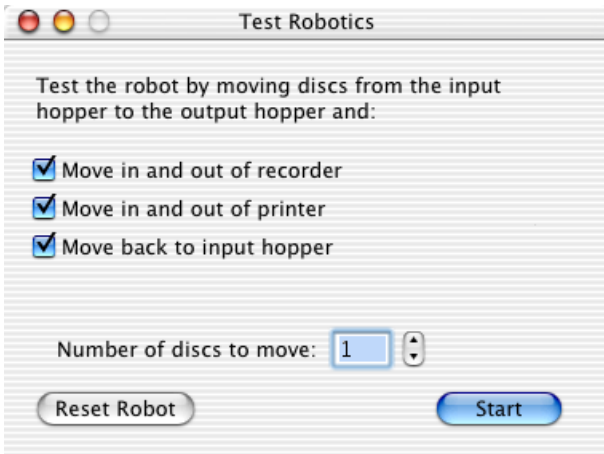 Test Robotics
Test the robot by moving discs from the input
hopper to the output hopper and:
Move in and out of recorder
Move in and out of printer
Move back to input hopper
Number of discs to move: 1
Reset Robot Start